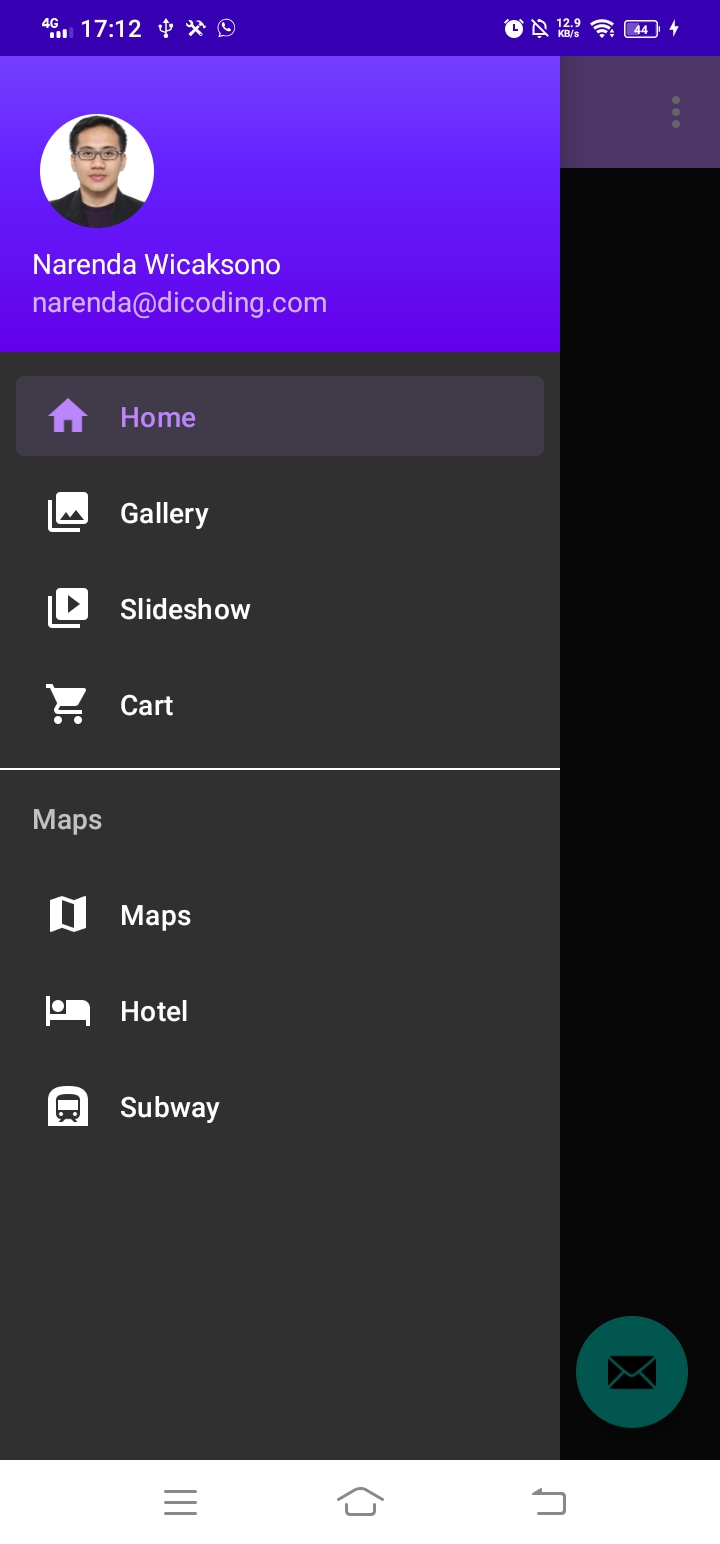 4G 17:12 12.9 KB/s 44
Narenda Wicaksono
narenda@dicoding.com
Home
Gallery
Slideshow
Cart
Maps
Maps
Hotel
Subway